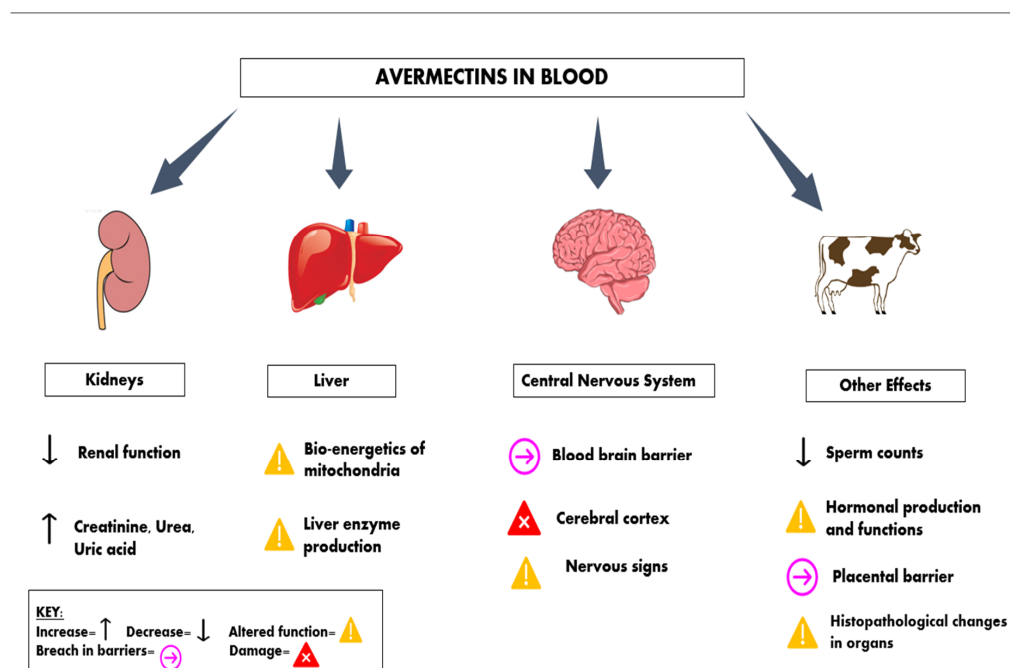 AVERMECTINS IN BLOOD
Kidneys
↓ Renal function
↑ Creatinine, Urea,
Uric acid
Liver
Bio-energetics of
mitochondria
Liver enzyme
production
Central Nervous System
Blood brain barrier
Cerebral cortex
Nervous signs
Other Effects
↓ Sperm counts
Hormonal production
and functions
Placental barrier
Histopathological changes
in organs
KEY:
Increase= ↑ Decrease= ↓ Altered function=
Breach in barriers= Damage=